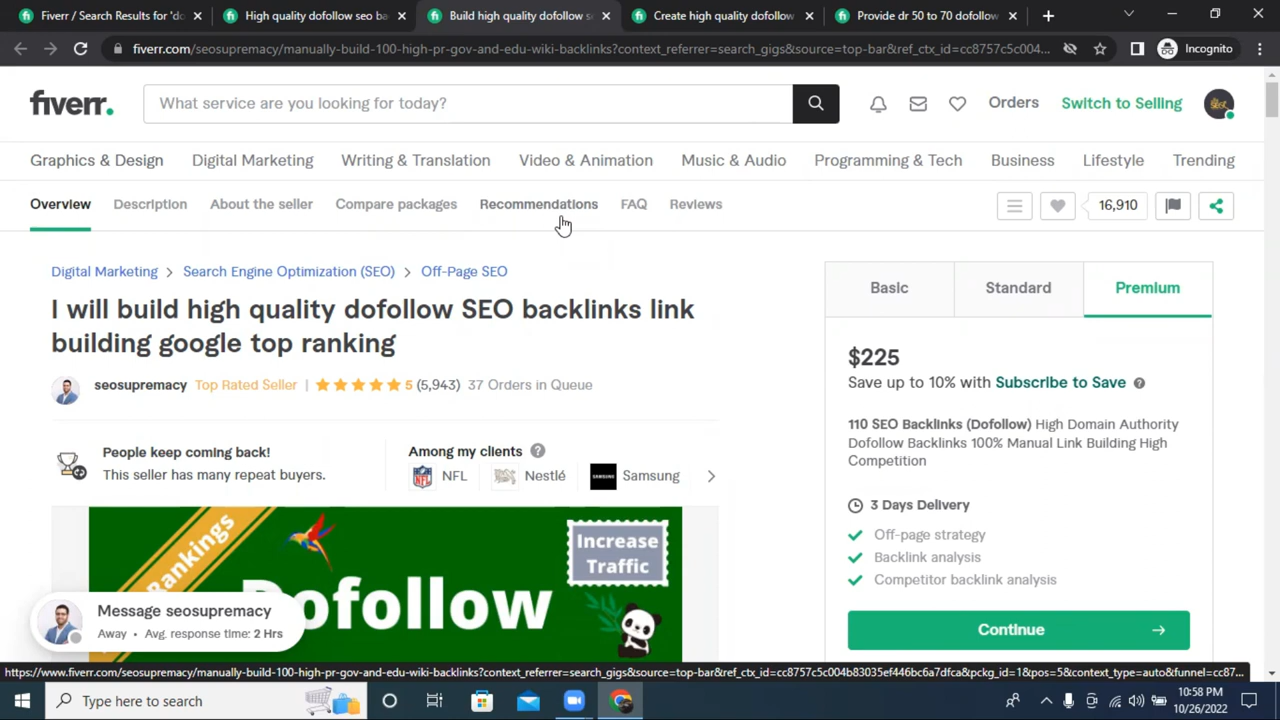 Fiverr / Search Results for 'do
High quality dofollow seo ba
Build high quality dofollow s
Create high quality dofollow
Provide dr 50 to 70 dofollow
fiverr.com/seosupremacy/manually-build-100-high-pr-gov-and-edu-wiki-backlinks?context_referrer=search_gigs&source=top-bar&ref_ctx_id=cc8757c5c004...
Incognito
fiverr.
What service are you looking for today?
Orders
Switch to Selling
Graphics & Design
Digital Marketing
Writing & Translation
Video & Animation
Music & Audio
Programming & Tech
Business
Lifestyle
Trending
Overview
Description
About the seller
Compare packages
Recommendations
FAQ
Reviews
16,910
Digital Marketing > Search Engine Optimization (SEO) > Off-Page SEO
I will build high quality dofollow SEO backlinks link
building google top ranking
seosupremacy Top Rated Seller | 5 (5,943) 37 Orders in Queue
People keep coming back!
This seller has many repeat buyers.
Among my clients
NFL
Nestlé
SAMSUNG
Samsung
Rankings
Increase
Traffic
Dofollow
Message seosupremacy
Away • Avg. response time: 2 Hrs
Basic
Standard
Premium
$225
Save up to 10% with Subscribe to Save
110 SEO Backlinks (Dofollow) High Domain Authority
Dofollow Backlinks 100% Manual Link Building High
Competition
3 Days Delivery
Off-page strategy
Backlink analysis
Competitor backlink analysis
Continue
https://www.fiverr.com/seosupremacy/manually-build-100-high-pr-gov-and-edu-wiki-backlinks?context_referrer=search_gigs&source=top-bar&ref_ctx_id=cc8757c5c004b83035ef446bc6a7dfca&pckg_id=1&pos=5&context_type=auto&funnel=cc87...
Type here to search
10:58 PM
10/26/2022